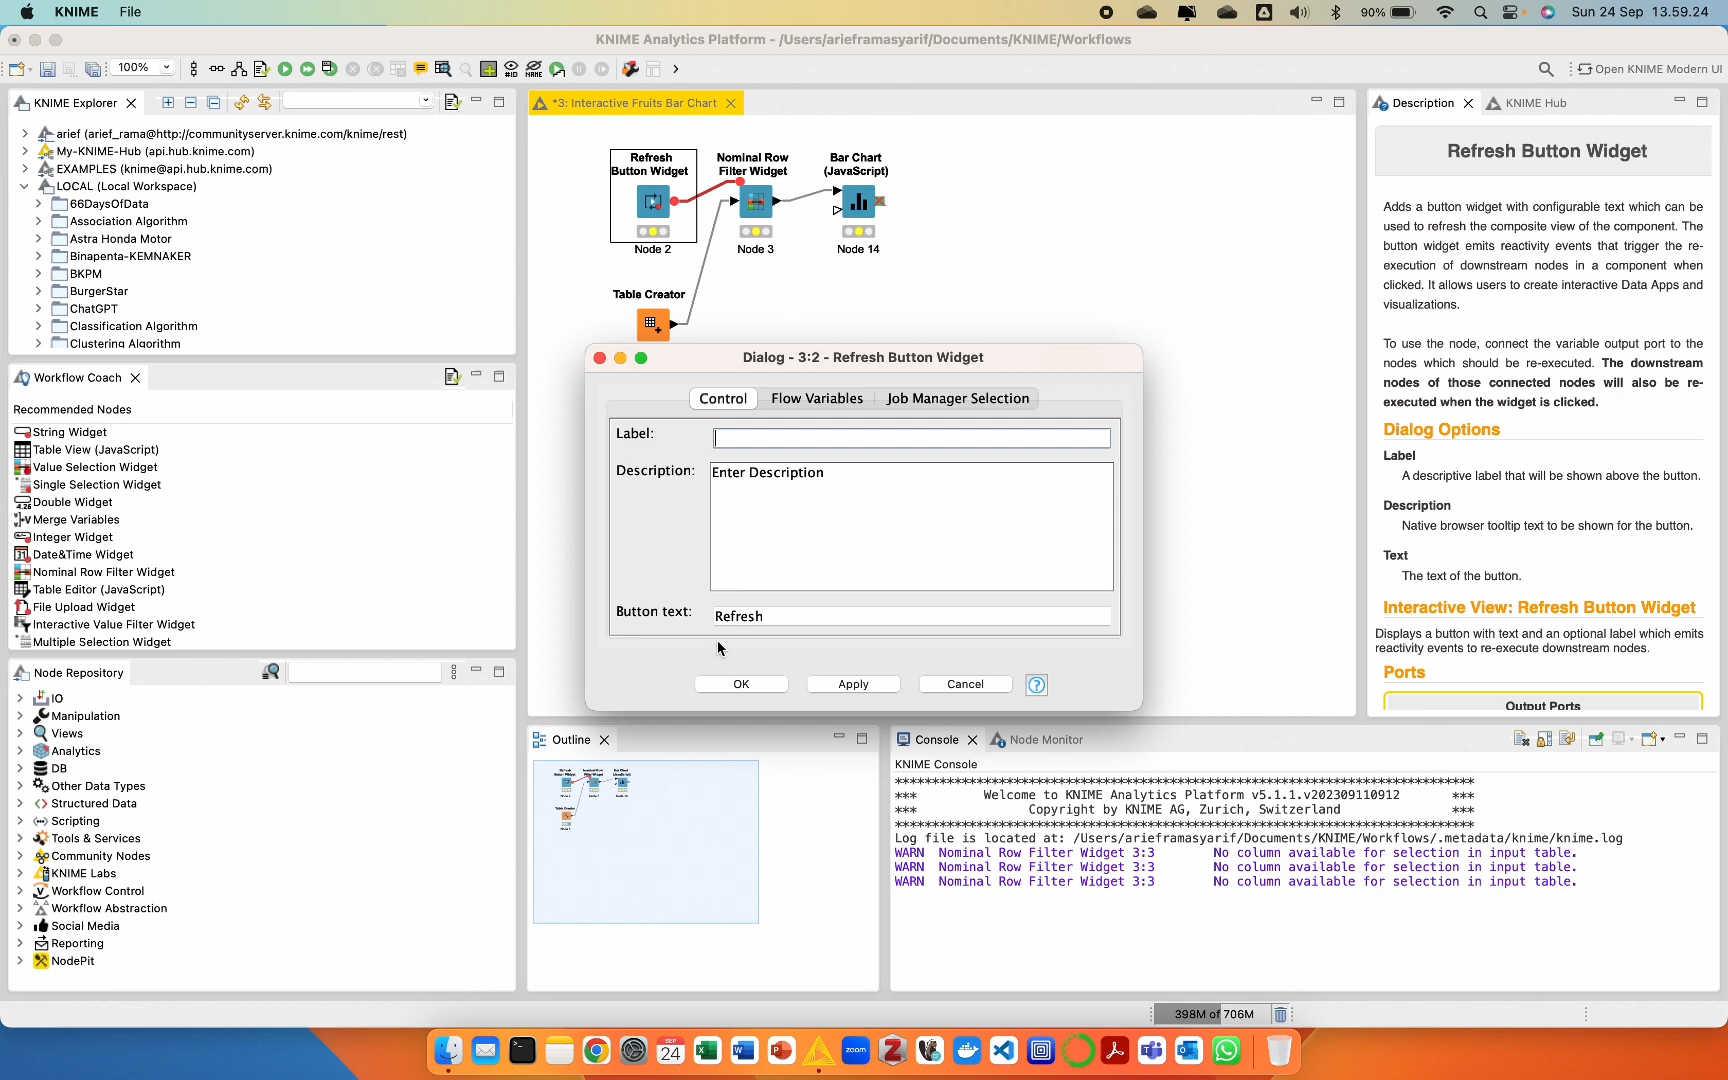 KNIME File 90% Sun 24 Sep 13.59.24
KNIME Analytics Platform - /Users/arieframasyarif/Documents/KNIME/Workflows
100% Open KNIME Modern UI
KNIME Explorer
arief (arief_rama@http://communityserver.knime.com/knime/rest)
My-KNIME-Hub (api.hub.knime.com)
EXAMPLES (knime@api.hub.knime.com)
LOCAL (Local Workspace)
66DaysOfData
Association Algorithm
Astra Honda Motor
Binapenta-KEMNAKER
BKPM
BurgerStar
ChatGPT
Classification Algorithm
Clustering Algorithm
Workflow Coach
Recommended Nodes
String Widget
Table View (JavaScript)
Value Selection Widget
Single Selection Widget
Double Widget
Merge Variables
Integer Widget
Date&Time Widget
Nominal Row Filter Widget
Table Editor (JavaScript)
File Upload Widget
Interactive Value Filter Widget
Multiple Selection Widget
Node Repository
IO
Manipulation
Views
Analytics
DB
Other Data Types
Structured Data
Scripting
Tools & Services
Community Nodes
KNIME Labs
Workflow Control
Workflow Abstraction
Social Media
Reporting
NodePit
*3: Interactive Fruits Bar Chart
Refresh
Button Widget
Nominal Row
Filter Widget
Bar Chart
(JavaScript)
Node 2
Node 3
Node 14
Table Creator
Dialog - 3:2 - Refresh Button Widget
Control Flow Variables Job Manager Selection
Label:
Description: Enter Description
Button text: Refresh
OK Apply Cancel
Outline
Console Node Monitor
KNIME Console
*** Welcome to KNIME Analytics Platform v5.1.1.v202309110912 ***
*** Copyright by KNIME AG, Zurich, Switzerland ***
Log file is located at: /Users/arieframasyarif/Documents/KNIME/Workflows/.metadata/knime/knime.log
WARN Nominal Row Filter Widget 3:3 No column available for selection in input table.
WARN Nominal Row Filter Widget 3:3 No column available for selection in input table.
WARN Nominal Row Filter Widget 3:3 No column available for selection in input table.
Description KNIME Hub
Refresh Button Widget
Adds a button widget with configurable text which can be
used to refresh the composite view of the component. The
button widget emits reactivity events that trigger the re-
execution of downstream nodes in a component when
clicked. It allows users to create interactive Data Apps and
visualizations.
To use the node, connect the variable output port to the
nodes which should be re-executed. The downstream
nodes of those connected nodes will also be re-
executed when the widget is clicked.
Dialog Options
Label
A descriptive label that will be shown above the button.
Description
Native browser tooltip text to be shown for the button.
Text
The text of the button.
Interactive View: Refresh Button Widget
Displays a button with text and an optional label which emits
reactivity events to re-execute downstream nodes.
Ports
Output Ports
398M of 706M
SEP
24
zoom